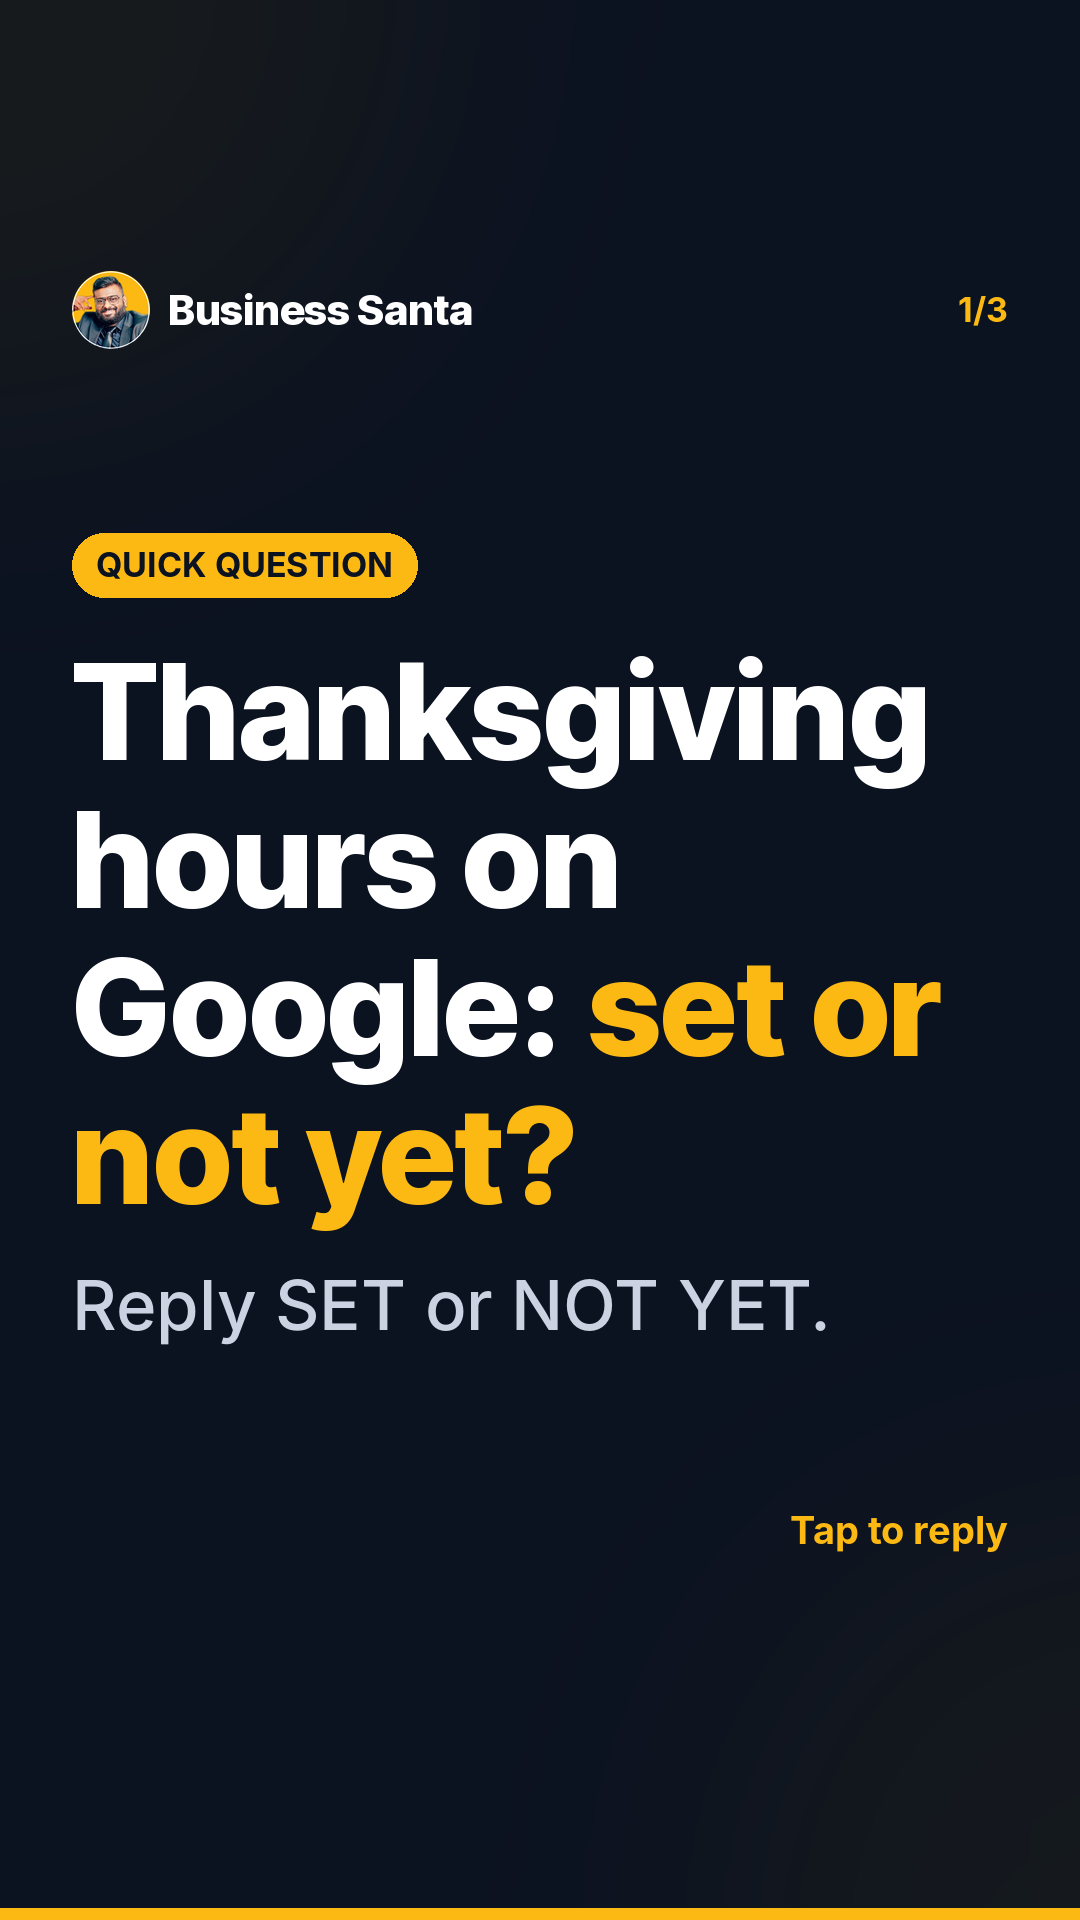 Business Santa
1/3
QUICK QUESTION
Thanksgiving
hours on
Google: set or
not yet?
Reply SET or NOT YET.
Tap to reply